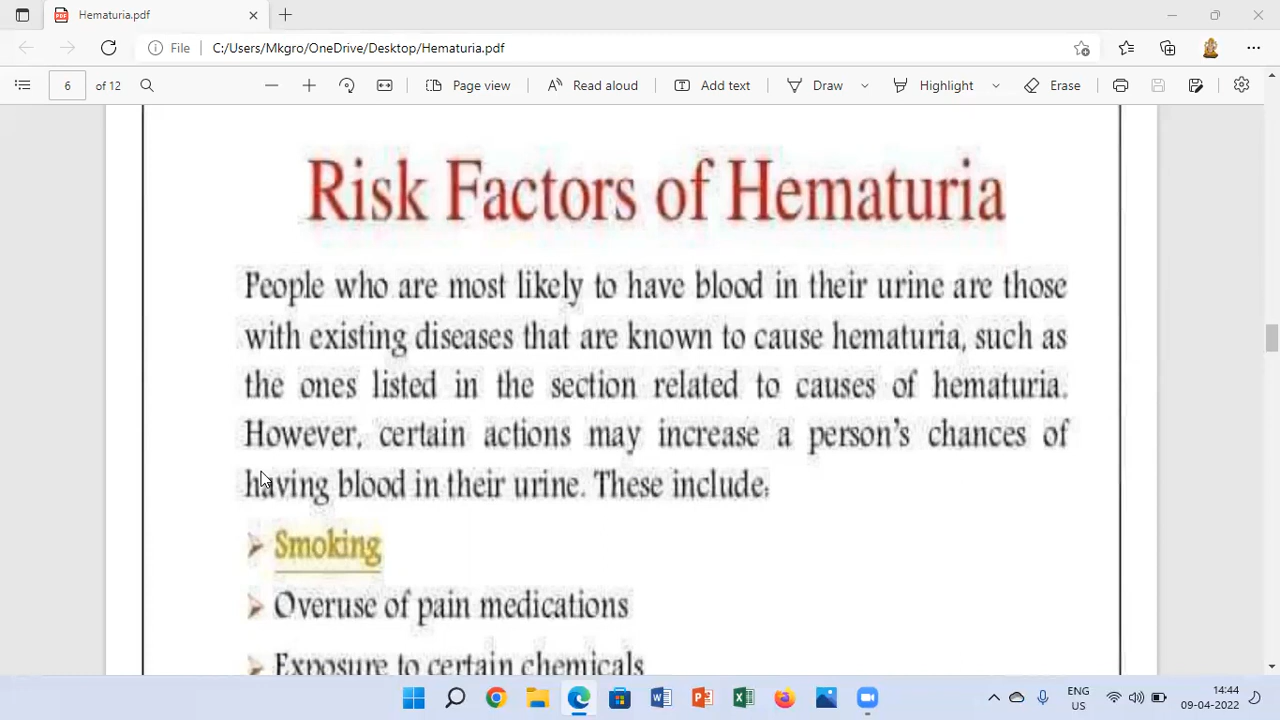 Hematuria.pdf
File C:/Users/Mkgro/OneDrive/Desktop/Hematuria.pdf
6 of 12 Page view Read aloud Add text Draw Highlight Erase
Risk Factors of Hematuria
People who are most likely to have blood in their urine are those
with existing diseases that are known to cause hematuria, such as
the ones listed in the section related to causes of hematuria.
However, certain actions may increase a person's chances of
having blood in their urine. These include:
➢ Smoking
➢ Overuse of pain medications
➢ Exposure to certain chemicals
ENG
US
14:44
09-04-2022